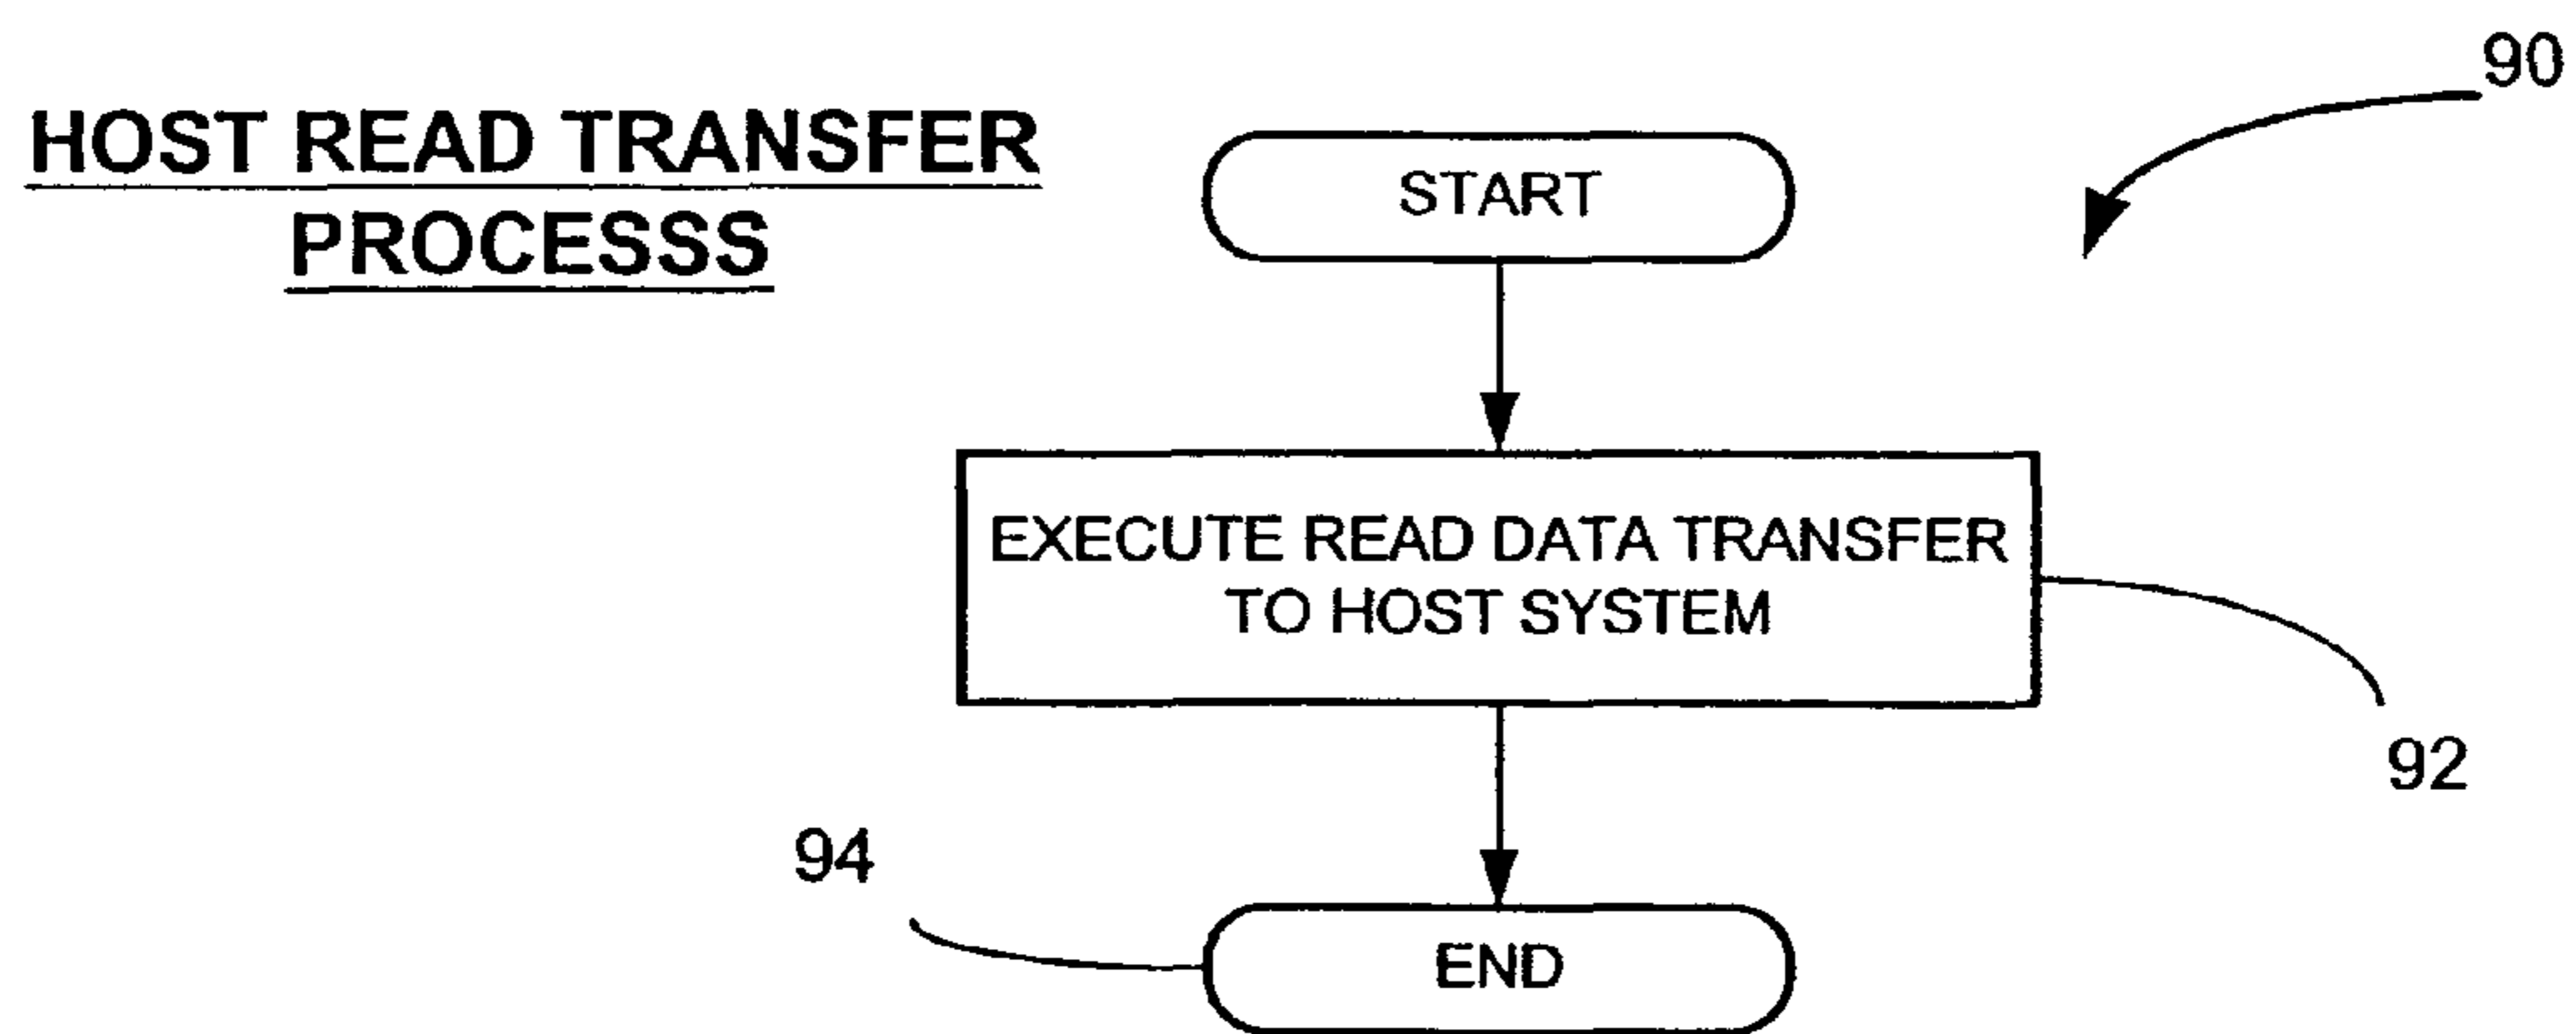 90
HOST READ TRANSFER
PROCESSS
START
EXECUTE READ DATA TRANSFER
TO HOST SYSTEM
92
94
END